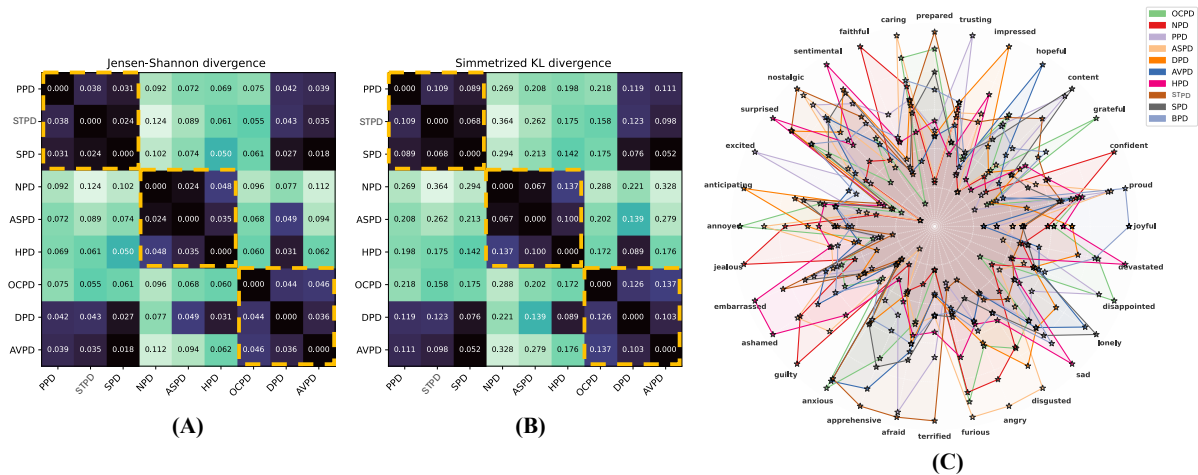 Jensen-Shannon divergence
PPD 0.000 0.038 0.031 0.092 0.072 0.069 0.075 0.042 0.039
STPD 0.038 0.000 0.024 0.124 0.089 0.061 0.055 0.043 0.035
SPD 0.031 0.024 0.000 0.102 0.074 0.050 0.061 0.027 0.018
NPD 0.092 0.124 0.102 0.000 0.024 0.048 0.096 0.077 0.112
ASPD 0.072 0.089 0.074 0.024 0.000 0.035 0.068 0.049 0.094
HPD 0.069 0.061 0.050 0.048 0.035 0.000 0.060 0.031 0.062
OCPD 0.075 0.055 0.061 0.096 0.068 0.060 0.000 0.044 0.046
DPD 0.042 0.043 0.027 0.077 0.049 0.031 0.044 0.000 0.036
AVPD 0.039 0.035 0.018 0.112 0.094 0.062 0.046 0.036 0.000
PPD STPD SPD NPD ASPD HPD OCPD DPD AVPD
(A)
Simmetrized KL divergence
PPD 0.000 0.109 0.089 0.269 0.208 0.198 0.218 0.119 0.111
STPD 0.109 0.000 0.068 0.364 0.262 0.175 0.158 0.123 0.098
SPD 0.089 0.068 0.000 0.294 0.213 0.142 0.175 0.076 0.052
NPD 0.269 0.364 0.294 0.000 0.067 0.137 0.288 0.221 0.328
ASPD 0.208 0.262 0.213 0.067 0.000 0.100 0.202 0.139 0.279
HPD 0.198 0.175 0.142 0.137 0.100 0.000 0.172 0.089 0.176
OCPD 0.218 0.158 0.175 0.288 0.202 0.172 0.000 0.126 0.137
DPD 0.119 0.123 0.076 0.221 0.139 0.089 0.126 0.000 0.103
AVPD 0.111 0.098 0.052 0.328 0.279 0.176 0.137 0.103 0.000
PPD STPD SPD NPD ASPD HPD OCPD DPD AVPD
(B)
prepared
trusting
impressed
hopeful
content
grateful
confident
proud
joyful
devastated
disappointed
lonely
sad
disgusted
angry
furious
terrified
afraid
apprehensive
anxious
guilty
ashamed
embarrassed
jealous
annoyed
anticipating
excited
surprised
nostalgic
sentimental
faithful
caring
OCPD
NPD
PPD
ASPD
DPD
AVPD
HPD
STPD
SPD
BPD
(C)